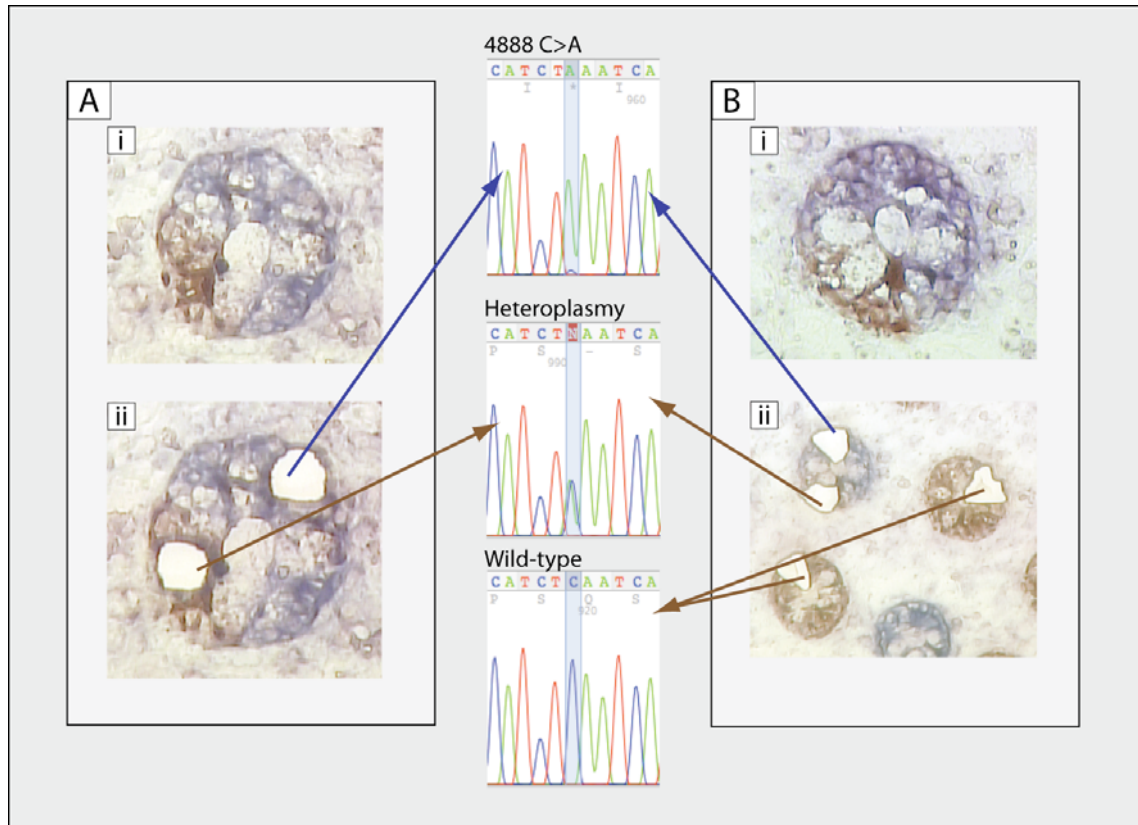 A
i
ii
4888 C>A
C A T C T A A A T C A
I * I
960
Heteroplasmy
C A T C T N A A T C A
P S – S
990
Wild-type
C A T C T C A A T C A
P S Q S
920
B
i
ii